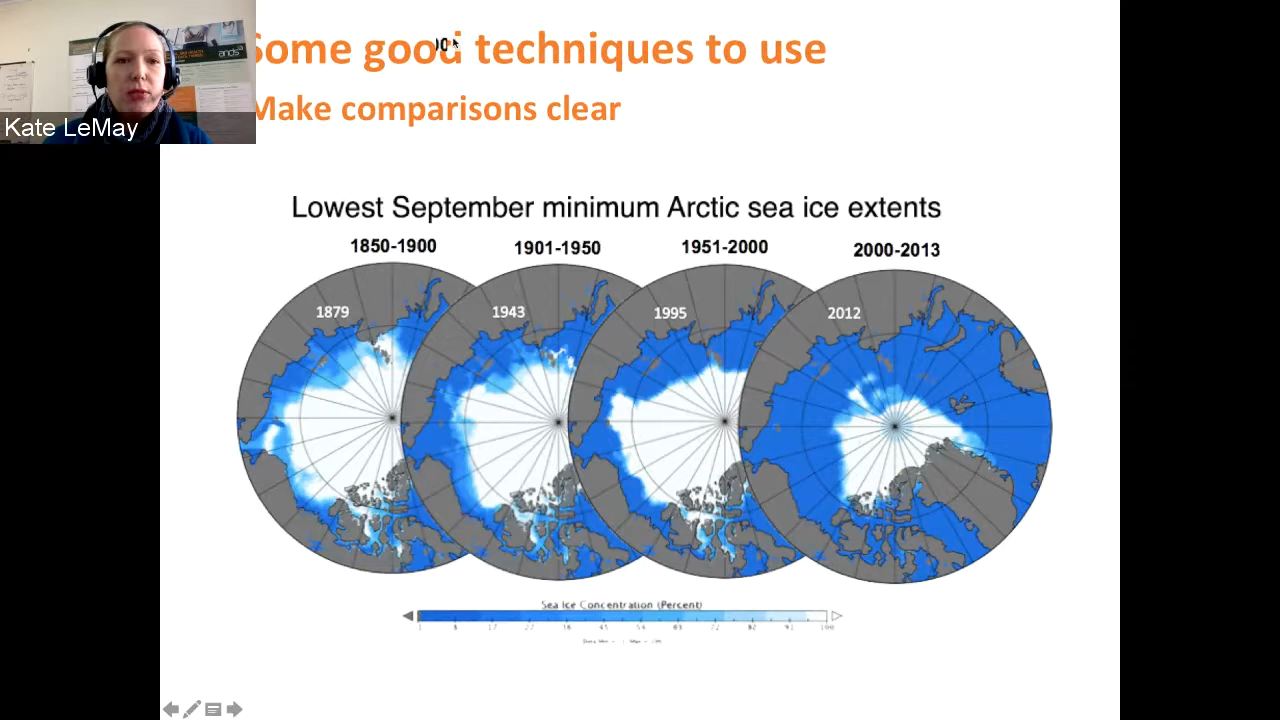 Some good techniques to use
Make comparisons clear
ands
Kate LeMay
Lowest September minimum Arctic sea ice extents
1850-1900
1901-1950
1951-2000
2000-2013
1879
1943
1995
2012
Sea Ice Concentration (Percent)